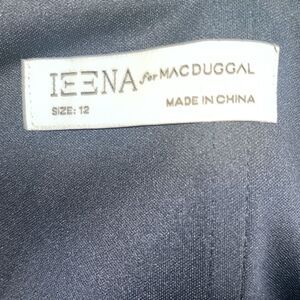 IEENA for MAC DUGGAL
SIZE: 12
MADE IN CHINA